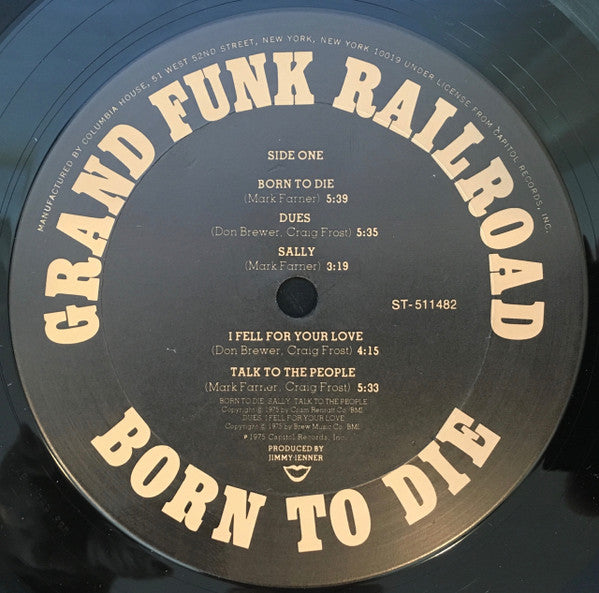 MANUFACTURED BY COLUMBIA HOUSE, 51 WEST 52ND STREET, NEW YORK, NEW YORK 10019 UNDER LICENSE FROM CAPITOL RECORDS, INC.
GRAND FUNK RAILROAD
SIDE ONE
BORN TO DIE
(Mark Farner) 5:39
DUES
(Don Brewer, Craig Frost) 5:35
SALLY
(Mark Farner) 3:19
ST-511482
I FELL FOR YOUR LOVE
(Don Brewer, Craig Frost) 4:15
TALK TO THE PEOPLE
(Mark Farner, Craig Frost) 5:33
BORN TO DIE, SALLY, TALK TO THE PEOPLE
Copyright © 1975 by Cram Renraff Co. BMI.
DUES, I FELL FOR YOUR LOVE
Copyright © 1975 by Brew Music Co. BMI.
℗ 1975 Capitol Records, Inc.
PRODUCED BY
JIMMY IENNER
BORN TO DIE